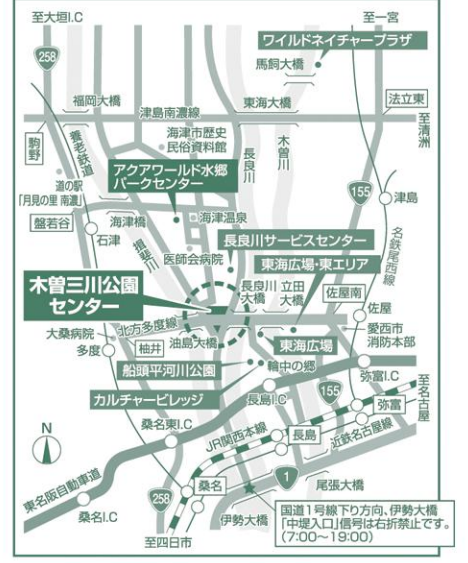 至大垣I.C
至一宮
258
ワイルドネイチャープラザ
馬飼大橋
福岡大橋
津島南濃線
東海大橋
法立東
至清洲
駒野
養老鉄道
海津市歴史
民俗資料館
長良川
木曽川
アクアワールド水郷
パークセンター
道の駅
「月見の里 南濃」
155
津島
盤若谷
海津橋
海津温泉
石津
揖斐川
名鉄尾西線
医師会病院
長良川サービスセンター
東海広場・東エリア
木曽三川公園
センター
長良川
大橋
立田
大橋
佐屋南
佐屋
大桑病院
北方多度線
愛西市
消防本部
多度
柚井
油島大橋
東海広場
船頭平河川公園
輪中の郷
弥富I.C
至名古屋
カルチャービレッジ
長島I.C
155
弥富
桑名東I.C
JR関西本線
長島
近鉄名古屋線
N
東名阪自動車道
桑名
1
尾張大橋
258
桑名I.C
伊勢大橋
国道1号線下り方向、伊勢大橋
「中堤入口」信号は右折禁止です。
(7:00〜19:00)
至四日市